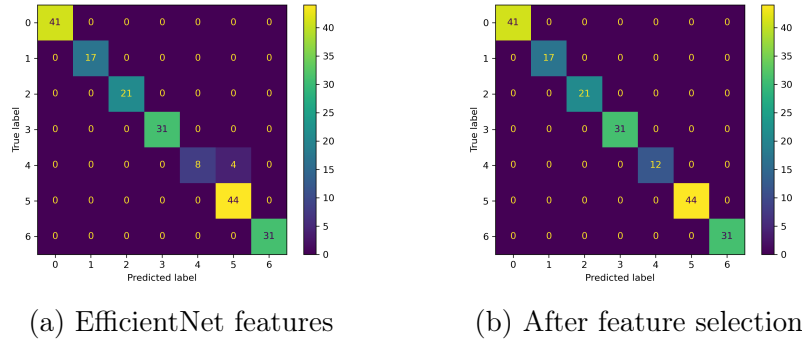 0 41 0 0 0 0 0 0
1 0 17 0 0 0 0 0
2 0 0 21 0 0 0 0
3 0 0 0 31 0 0 0
4 0 0 0 0 8 4 0
5 0 0 0 0 0 44 0
6 0 0 0 0 0 0 31
0 1 2 3 4 5 6
Predicted label
True label
40
35
30
25
20
15
10
5
0
(a) EfficientNet features
0 41 0 0 0 0 0 0
1 0 17 0 0 0 0 0
2 0 0 21 0 0 0 0
3 0 0 0 31 0 0 0
4 0 0 0 0 12 0 0
5 0 0 0 0 0 44 0
6 0 0 0 0 0 0 31
0 1 2 3 4 5 6
Predicted label
True label
40
35
30
25
20
15
10
5
0
(b) After feature selection